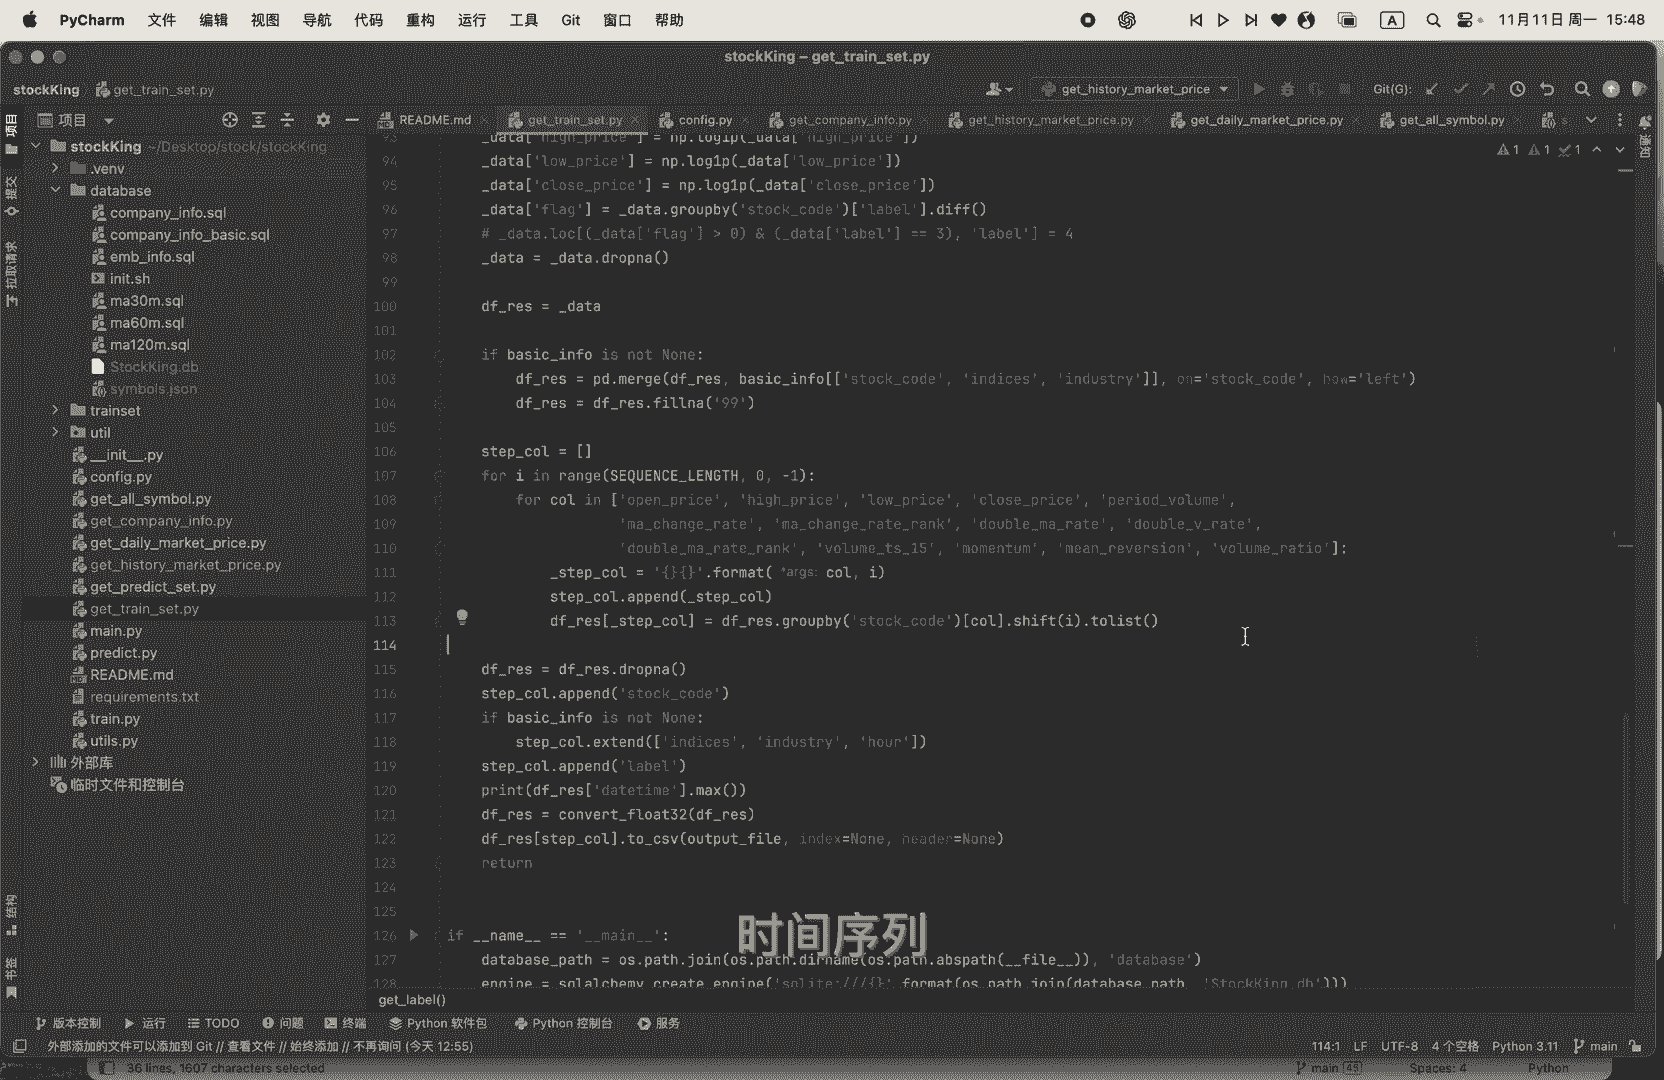 PyCharm 文件 编辑 视图 导航 代码 重构 运行 工具 Git 窗口 帮助 A 11月11日 周一 15:48
stockKing – get_train_set.py
stockKing get_train_set.py get_history_market_price Git(G):
项目 README.md get_train_set.py config.py get_company_info.py get_history_market_price.py get_daily_market_price.py get_all_symbol.py
项目
提交
拉取请求
结构
书签
通知
stockKing ~/Desktop/stock/stockKing
.venv
database
company_info.sql
company_info_basic.sql
emb_info.sql
init.sh
ma30m.sql
ma60m.sql
ma120m.sql
StockKing.db
symbols.json
trainset
util
__init__.py
config.py
get_all_symbol.py
get_company_info.py
get_daily_market_price.py
get_history_market_price.py
get_predict_set.py
get_train_set.py
main.py
predict.py
README.md
requirements.txt
train.py
utils.py
外部库
临时文件和控制台
1 1 1
93 _data['high_price'] = np.log1p(_data['high_price'])
94 _data['low_price'] = np.log1p(_data['low_price'])
95 _data['close_price'] = np.log1p(_data['close_price'])
96 _data['flag'] = _data.groupby('stock_code')['label'].diff()
97 # _data.loc[(_data['flag'] > 0) & (_data['label'] == 3), 'label'] = 4
98 _data = _data.dropna()
99
100 df_res = _data
101
102 if basic_info is not None:
103 df_res = pd.merge(df_res, basic_info[['stock_code', 'indices', 'industry']], on='stock_code', how='left')
104 df_res = df_res.fillna('99')
105
106 step_col = []
107 for i in range(SEQUENCE_LENGTH, 0, -1):
108 for col in ['open_price', 'high_price', 'low_price', 'close_price', 'period_volume',
109 'ma_change_rate', 'ma_change_rate_rank', 'double_ma_rate', 'double_v_rate',
110 'double_ma_rate_rank', 'volume_ts_15', 'momentum', 'mean_reversion', 'volume_ratio']:
111 _step_col = '{}{}'.format( *args: col, i)
112 step_col.append(_step_col)
113 df_res[_step_col] = df_res.groupby('stock_code')[col].shift(i).tolist()
114
115 df_res = df_res.dropna()
116 step_col.append('stock_code')
117 if basic_info is not None:
118 step_col.extend(['indices', 'industry', 'hour'])
119 step_col.append('label')
120 print(df_res['datetime'].max())
121 df_res = convert_float32(df_res)
122 df_res[step_col].to_csv(output_file, index=None, header=None)
123 return
124
125
126 if __name__ == '__main__':
时间序列
127 database_path = os.path.join(os.path.dirname(os.path.abspath(__file__)), 'database')
128 engine = sqlalchemy.create_engine('sqlite:///{}'.format(os.path.join(database_path, 'StockKing.db')))
get_label()
版本控制 运行 TODO 问题 终端 Python 软件包 Python 控制台 服务
外部添加的文件可以添加到 Git // 查看文件 // 始终添加 // 不再询问 (今天 12:55) 114:1 LF UTF-8 4 个空格 Python 3.11 main
36 lines, 1607 characters selected main 45 Spaces: 4 Python